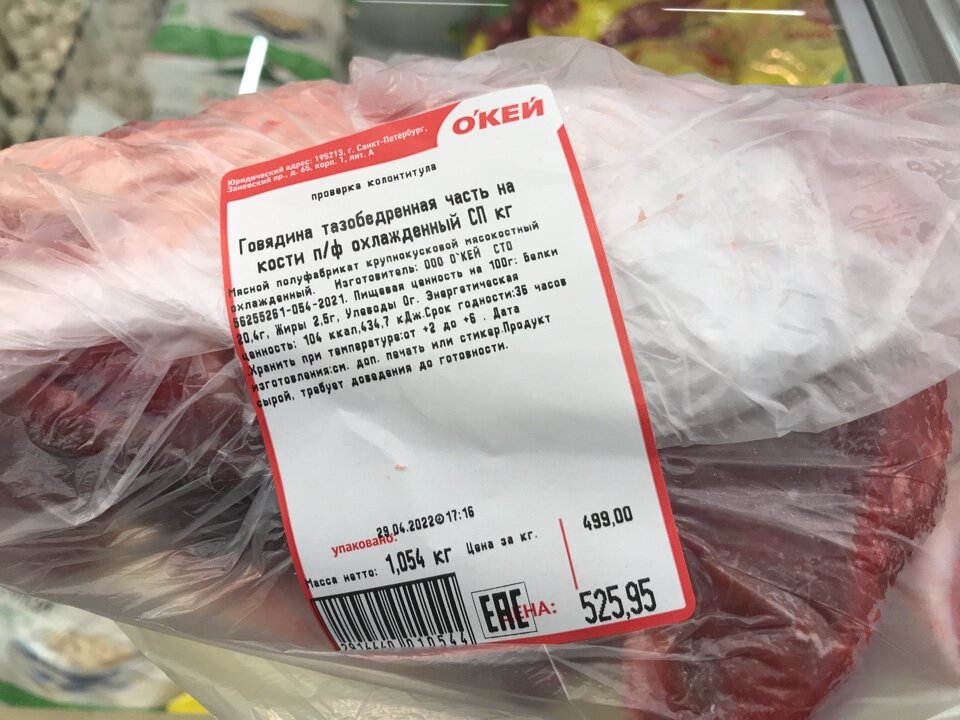 О'КЕЙ
Юридический адрес: 195213, г. Санкт-Петербург,
Заневский пр., д. 65, корп. 1, лит. А
проверка колонтитула
Говядина тазобедренная часть на
кости п/ф охлажденный СП кг
Мясной полуфабрикат крупнокусковой мясокостный
охлажденный. Изготовитель: ООО О`КЕЙ СТО
56255261-054-2021. Пищевая ценность на 100г: Белки
20,4г, Жиры 2,5г, Улаводы 0г. Энергетическая
ценность: 104 ккал,434,7 кДж.Срок годности:36 часов
Хранить при температуре:от +2 до +6 . Дата
изготовления:см. доп. печать или стикер.Продукт
сырой, требует доведения до готовности.
29.04.2022 17:16
упаковано:
Масса нетто: 1,054 кг Цена за кг. 499,00
ЕАС ЦЕНА: 525,95